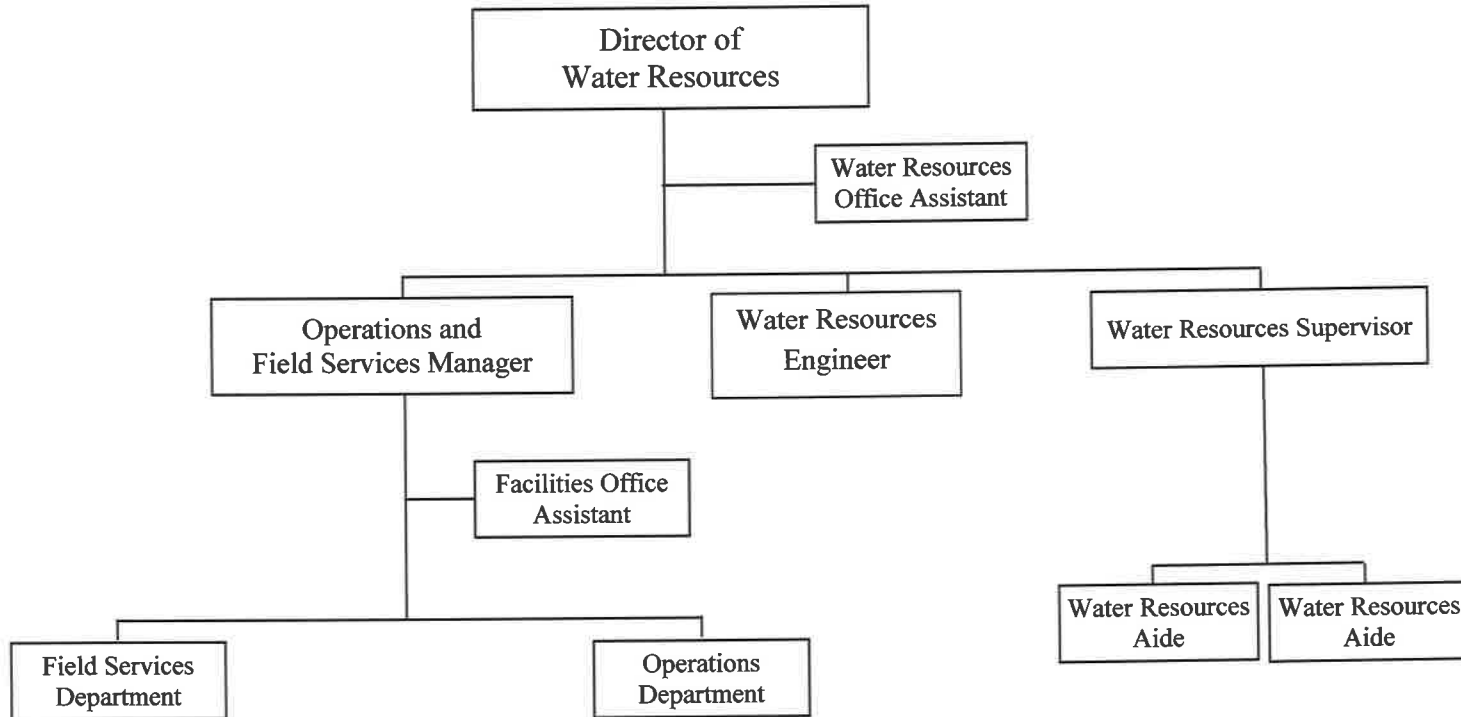 Director of
Water Resources
Water Resources
Office Assistant
Operations and
Field Services Manager
Water Resources
Engineer
Water Resources Supervisor
Facilities Office
Assistant
Field Services
Department
Operations
Department
Water Resources
Aide
Water Resources
Aide